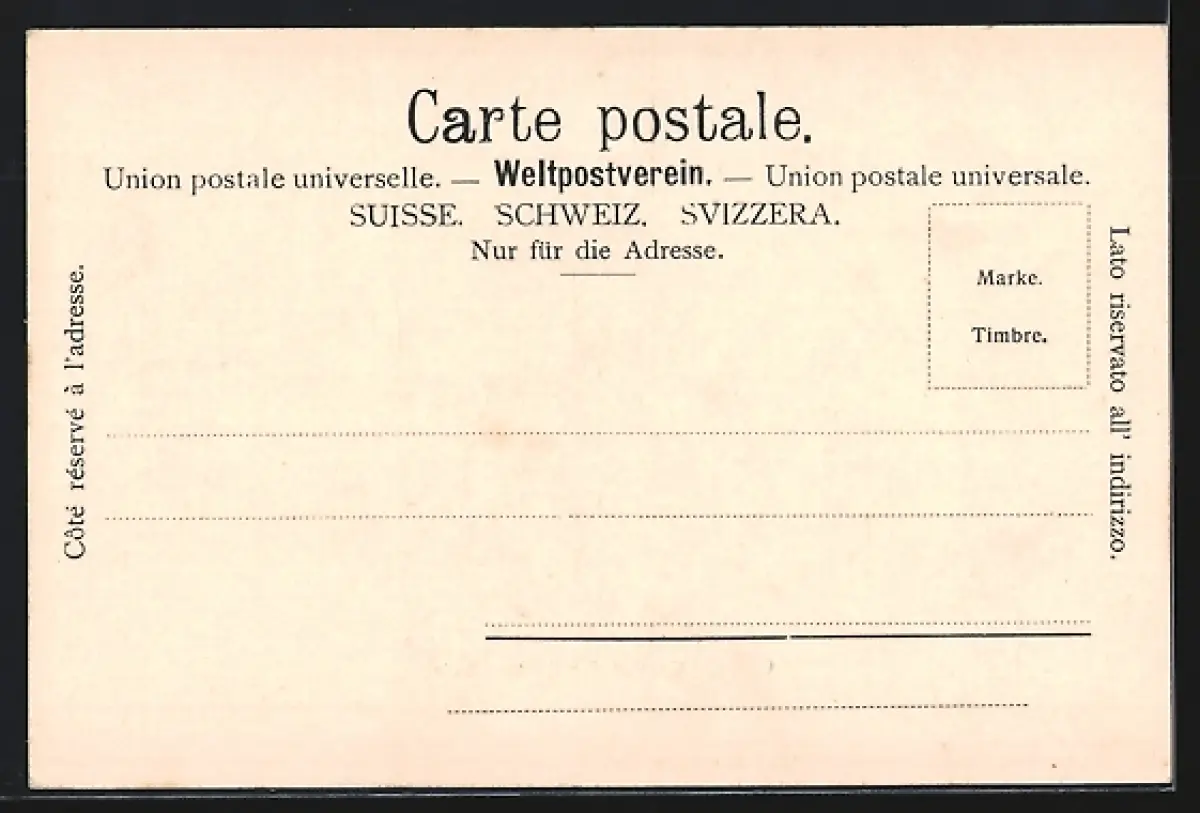 Carte postale.
Union postale universelle. — Weltpostverein. — Union postale universale.
SUISSE. SCHWEIZ. SVIZZERA.
Nur für die Adresse.
Marke.
Timbre.
Côté réservé à l'adresse.
Lato riservato all' indirizzo.